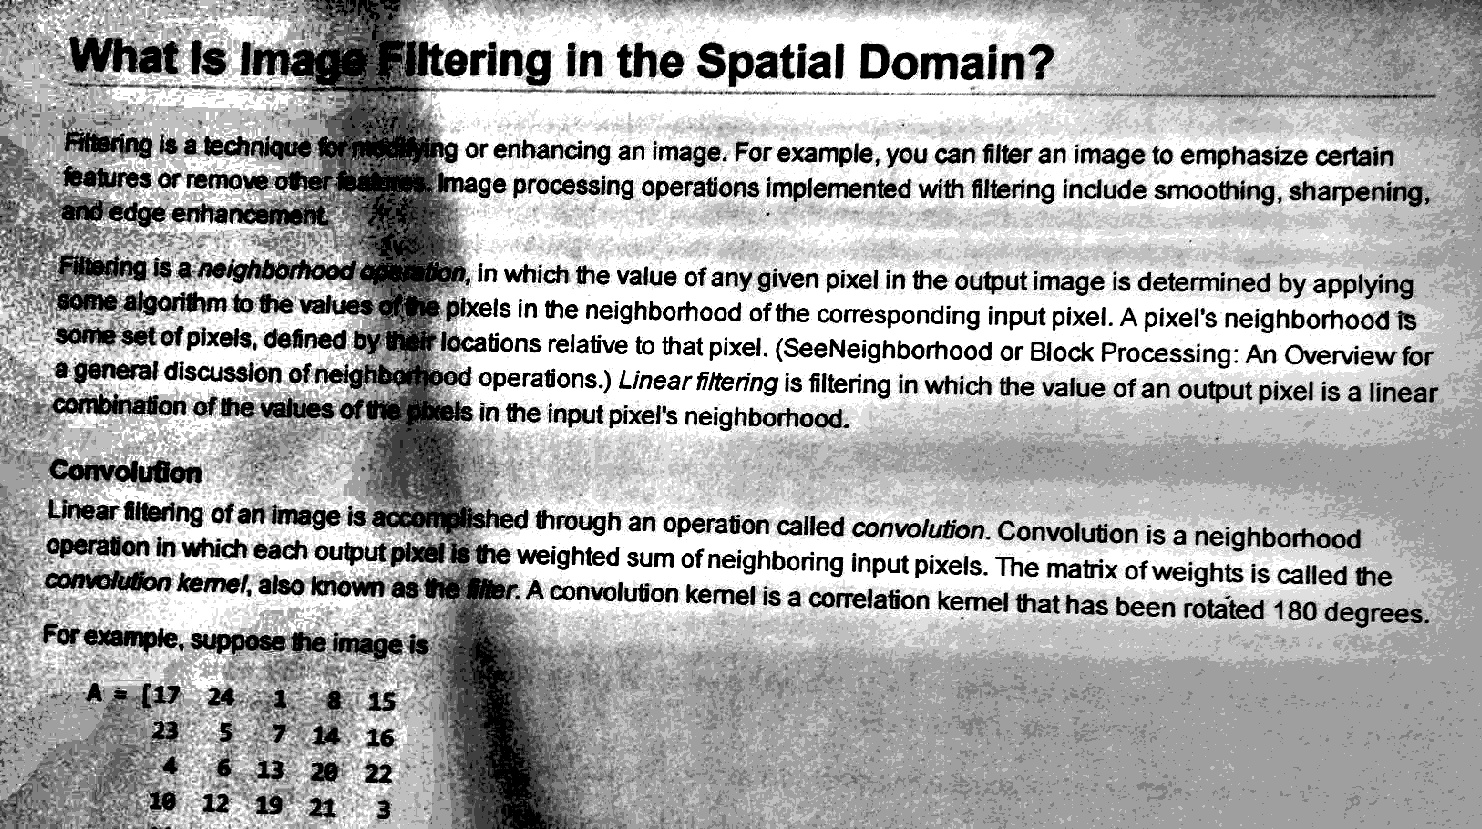 What Is Image Filtering in the Spatial Domain?
Filtering is a technique for modifying ing or enhancing an image. For example, you can filter an image to emphasize certain
features or remove other features. Image processing operations implemented with filtering include smoothing, sharpening,
and edge enhancement.
Filtering is a neighborhood operation, in which the value of any given pixel in the output image is determined by applying
some algorithm to the values of the pixels in the neighborhood of the corresponding input pixel. A pixel's neighborhood is
some set of pixels, defined by their locations relative to that pixel. (SeeNeighborhood or Block Processing: An Overview for
a general discussion of neighborhood operations.) Linear filtering is filtering in which the value of an output pixel is a linear
combination of the values of the pixels in the input pixel's neighborhood.
Convolution
Linear filtering of an image is accomplished through an operation called convolution. Convolution is a neighborhood
operation in which each output pixel is the weighted sum of neighboring input pixels. The matrix of weights is called the
convolution kernel, also known as the filter. A convolution kernel is a correlation kernel that has been rotated 180 degrees.
For example, suppose the image is
A = [17 24 1 8 15
23 5 7 14 16
4 6 13 20 22
10 12 19 21 3